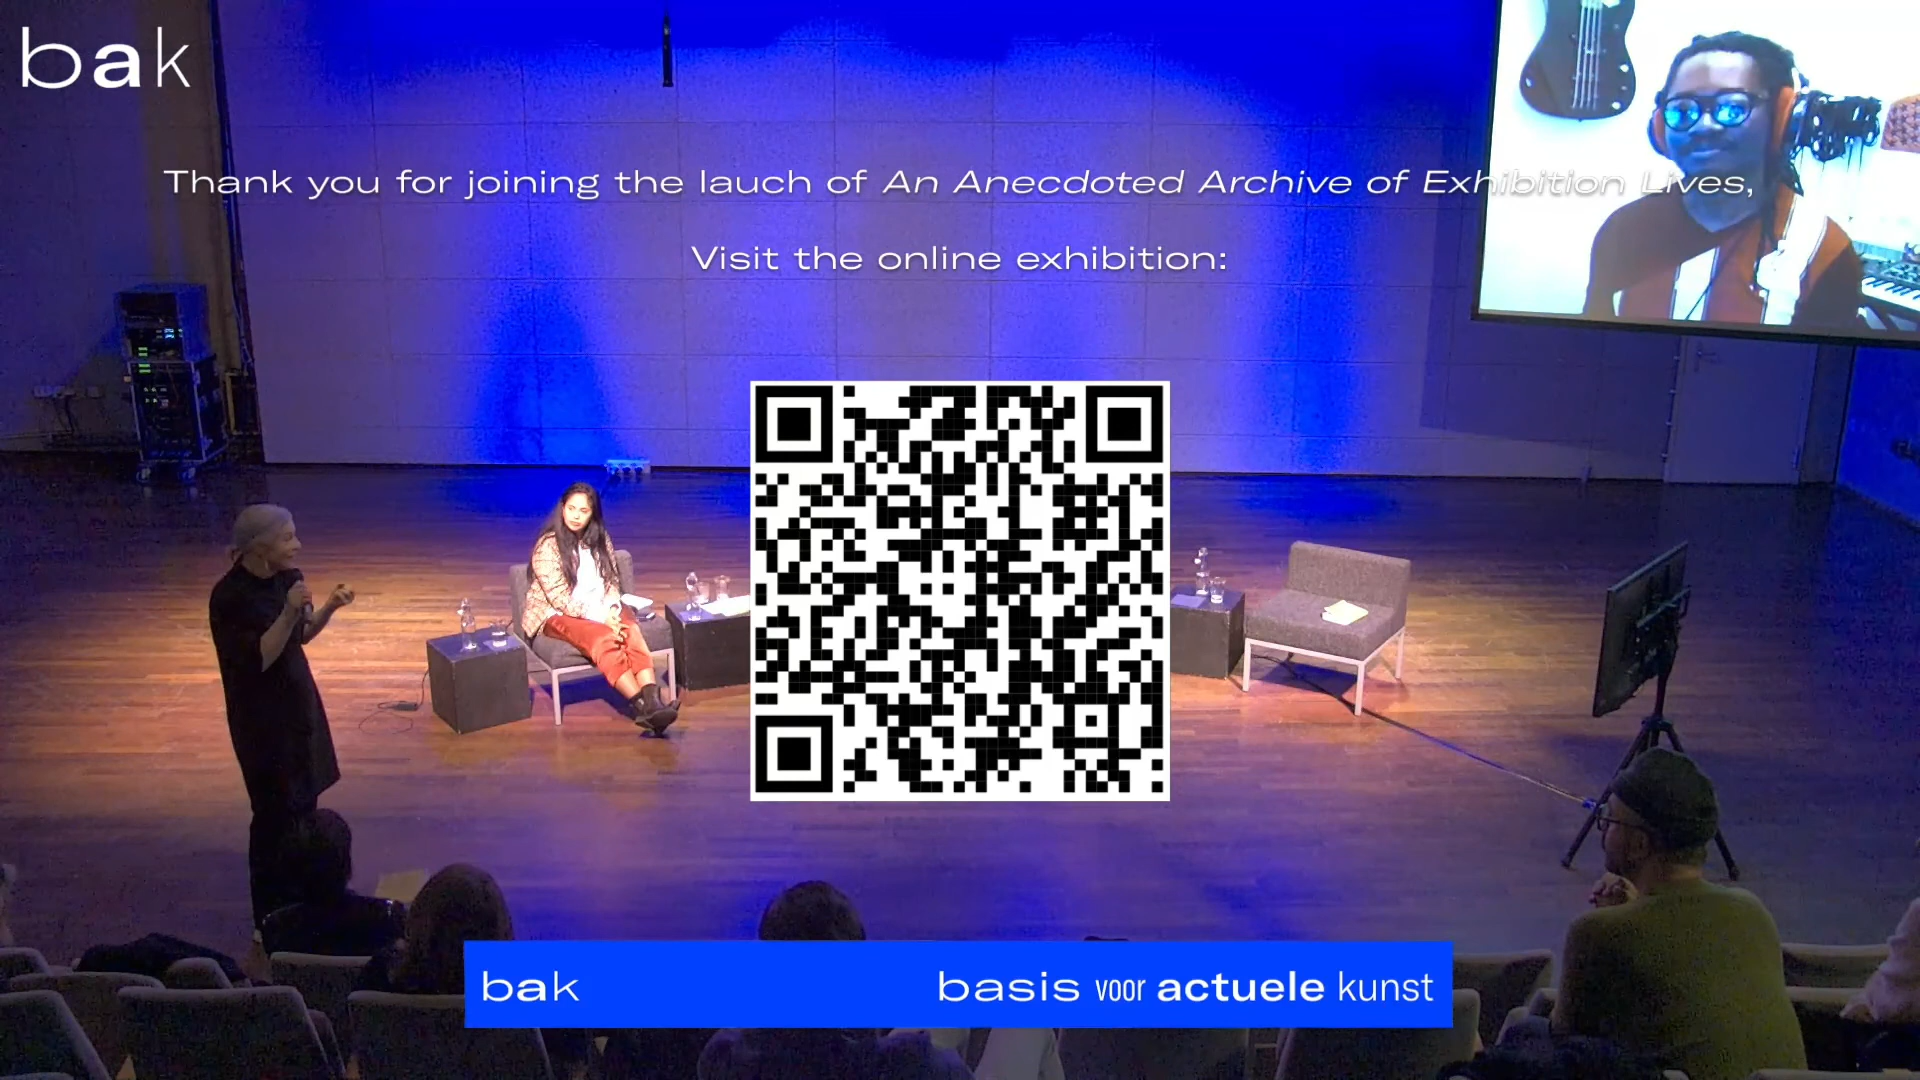 bak
Thank you for joining the lauch of An Anecdoted Archive of Exhibition Lives,
Visit the online exhibition:
bak basis voor actuele kunst